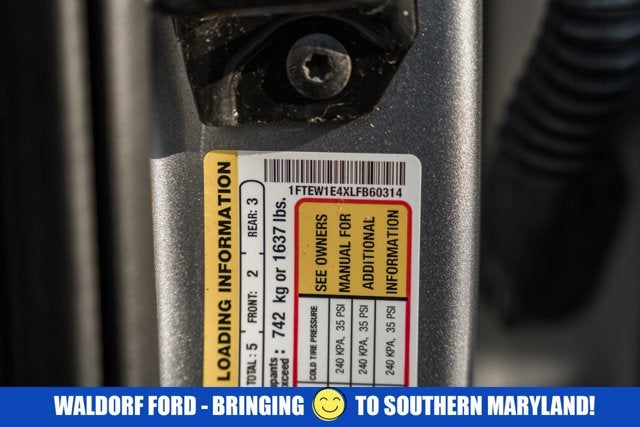 LOADING INFORMATION
TOTAL: 5 FRONT: 2 REAR: 3
exceed: 742 kg or 1637 lbs.
1FTEW1E4XLFB60314
SEE OWNERS
MANUAL FOR
ADDITIONAL
INFORMATION
COLD TIRE PRESSURE
240 KPA, 35 PSI
240 KPA, 35 PSI
240 KPA, 35 PSI
WALDORF FORD - BRINGING TO SOUTHERN MARYLAND!